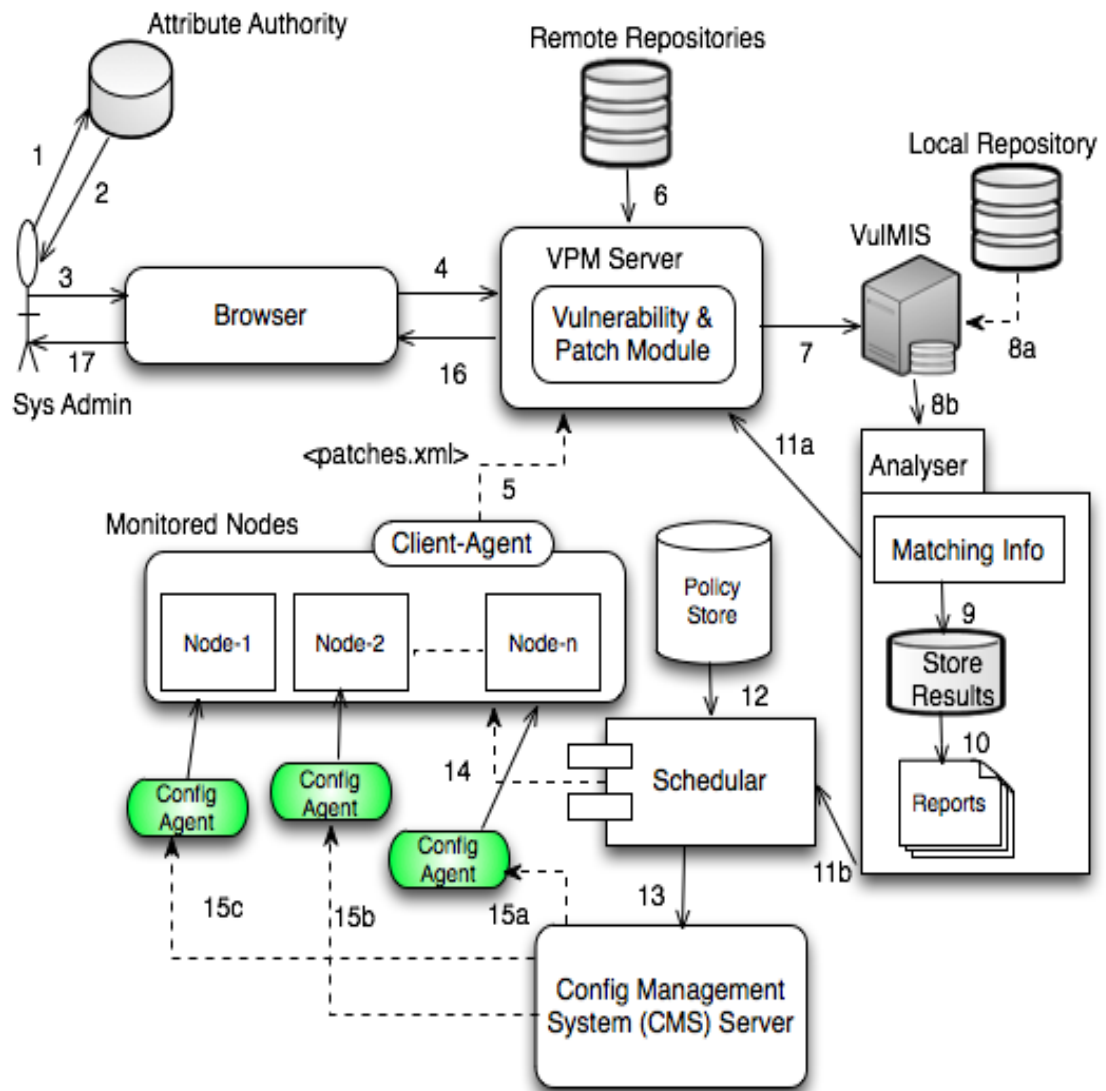 Attribute Authority
Remote Repositories
Local Repository
1
2
6
VulMIS
VPM Server
3
4
Browser
Vulnerability &
Patch Module
7
8a
17
16
Sys Admin
8b
11a
<patches.xml>
5
Analyser
Monitored Nodes
Client-Agent
Matching Info
Policy
Store
Node-1
Node-2
Node-n
9
Store
Results
12
10
14
Schedular
Reports
Config
Agent
Config
Agent
Config
Agent
11b
13
15c
15b
15a
Config Management
System (CMS) Server